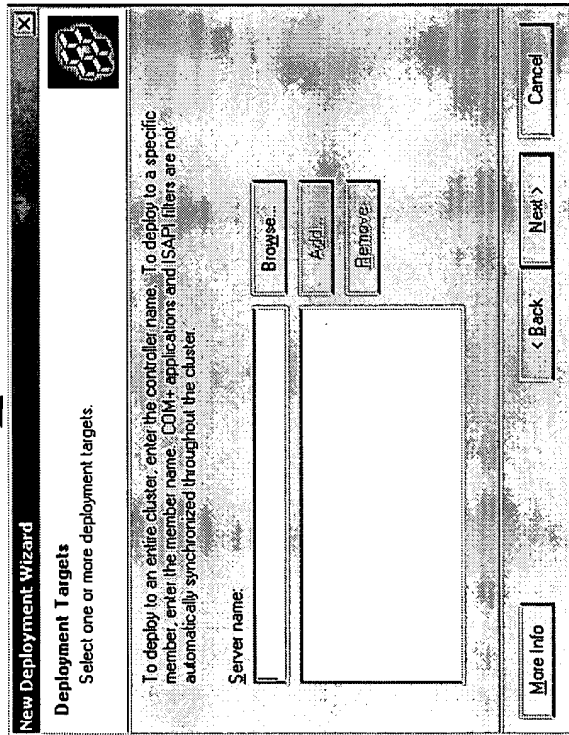 New Deployment Wizard
Deployment Targets
Select one or more deployment targets.
To deploy to an entire cluster, enter the controller name. To deploy to a specific
member, enter the member name. COM+ applications and ISAPI filters are not
automatically synchronized throughout the cluster.
Server name:
Browse...
Add...
Remove
More Info
< Back
Next >
Cancel